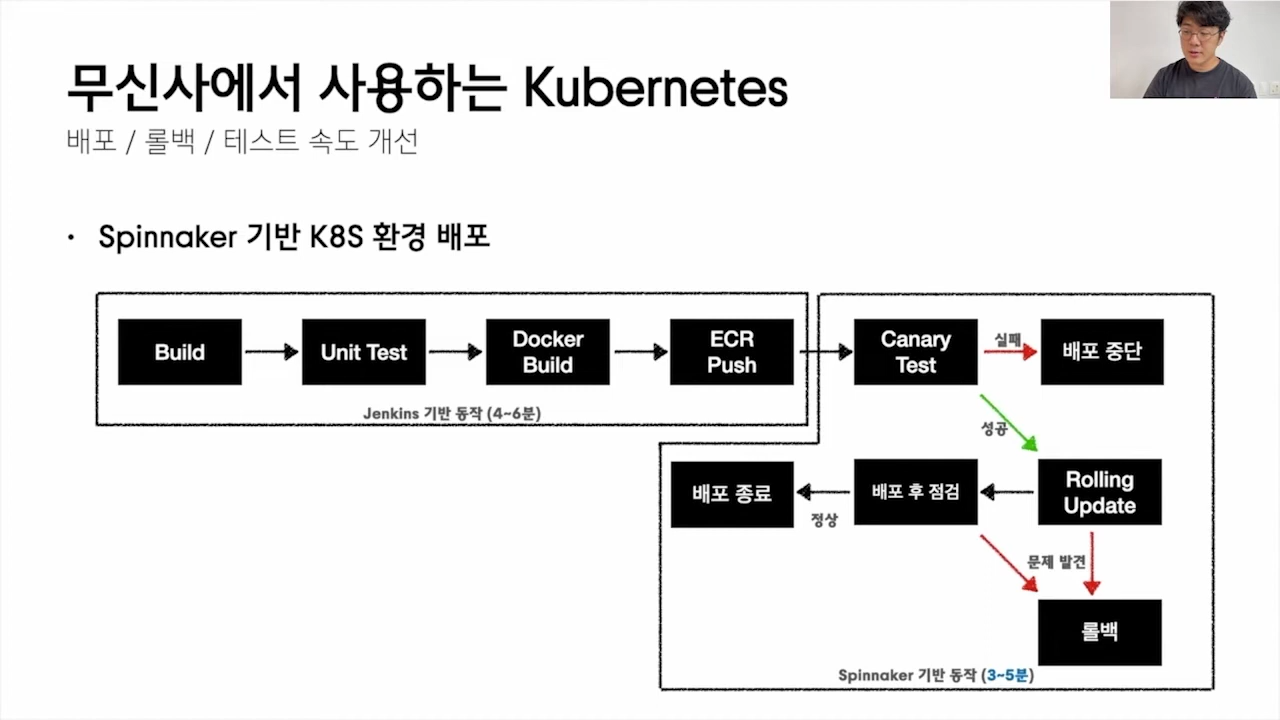 무신사에서 사용하는 Kubernetes
배포 / 롤백 / 테스트 속도 개선
• Spinnaker 기반 K8S 환경 배포
Build
Unit Test
Docker
Build
ECR
Push
Jenkins 기반 동작 (4~6분)
Canary
Test
실패
배포 중단
성공
Rolling
Update
배포 후 점검
정상
배포 종료
문제 발견
롤백
Spinnaker 기반 동작 (3~5분)